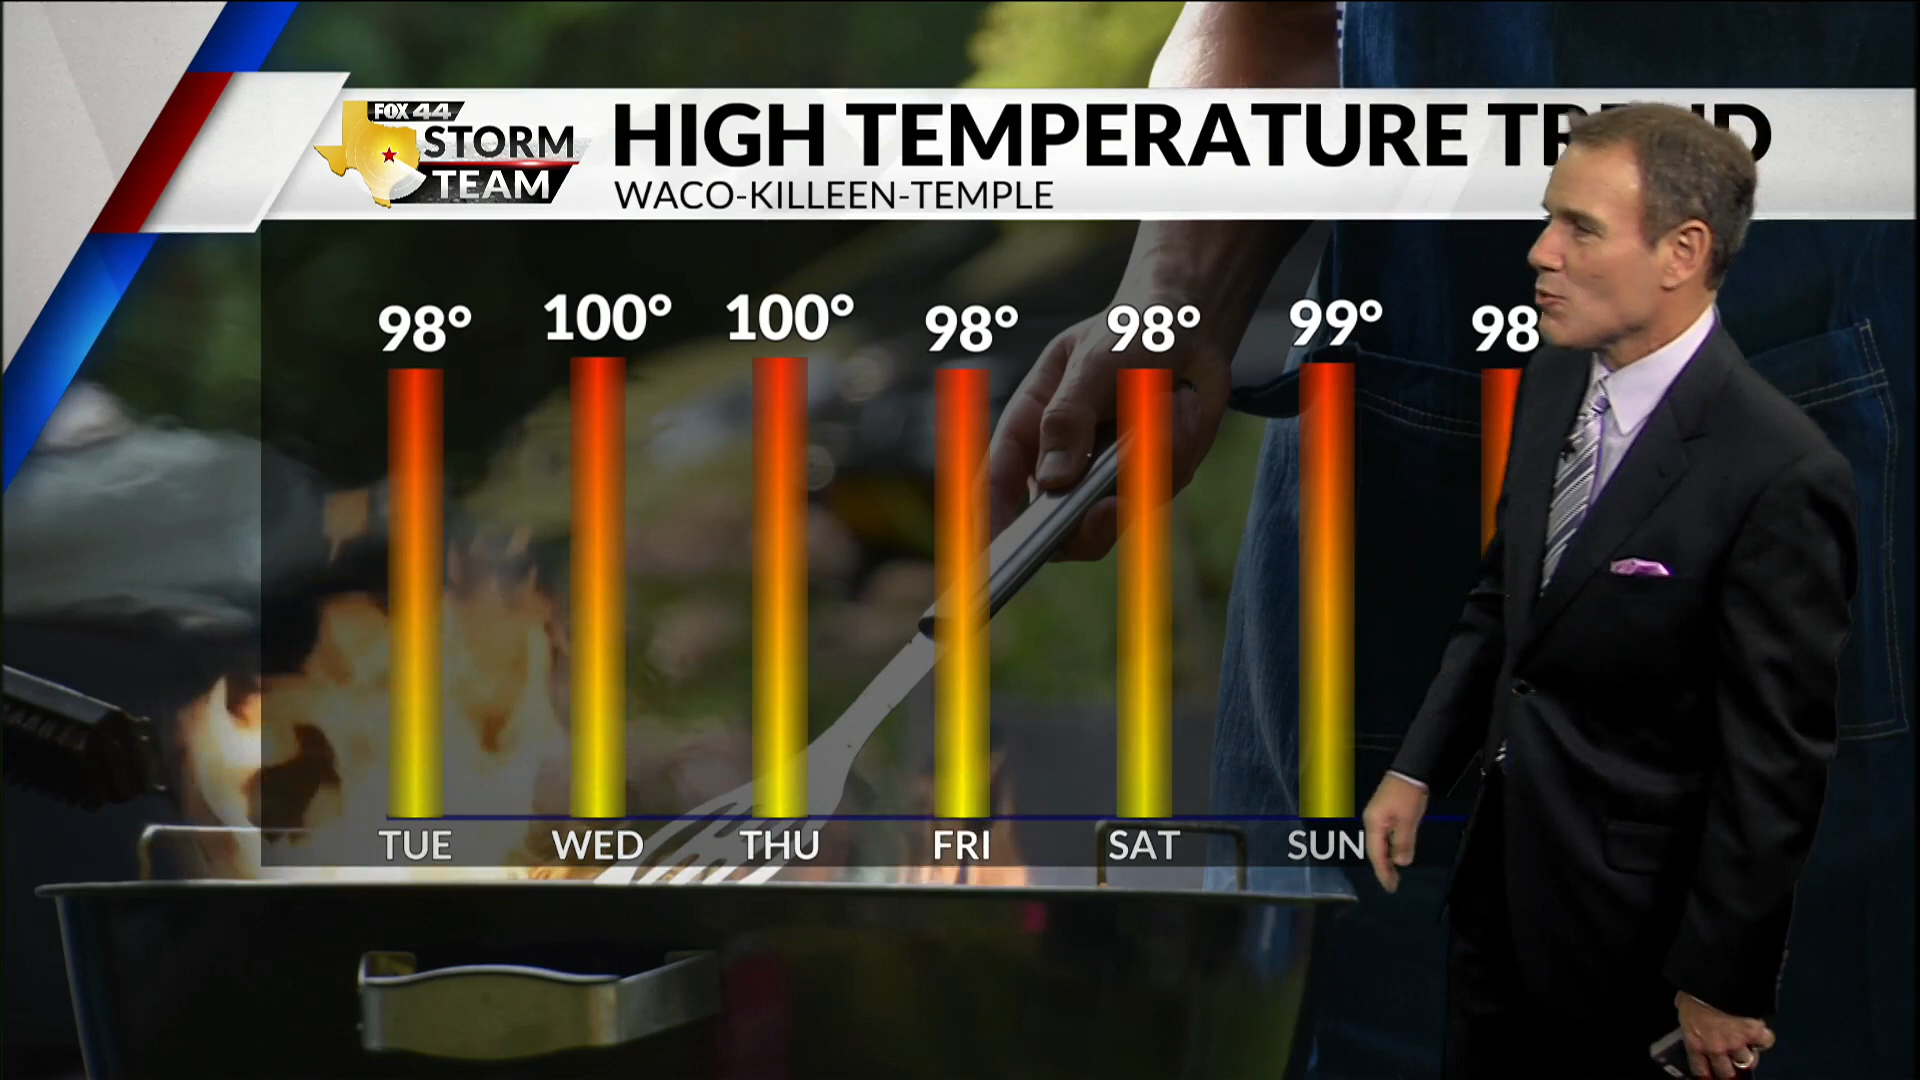 FOX 44
STORM
TEAM
HIGH TEMPERATURE TR D
WACO-KILLEEN-TEMPLE
98° 100° 100° 98° 98° 99° 98
TUE WED THU FRI SAT SUN